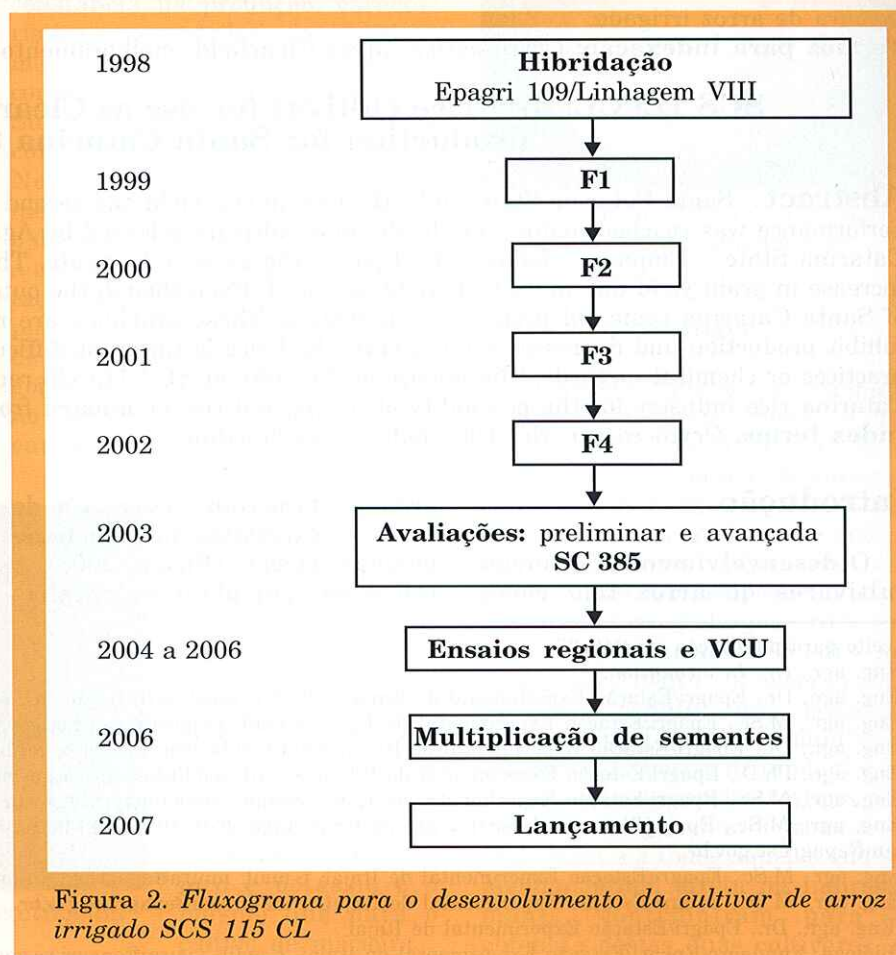 1998 Hibridação
Epagri 109/Linhagem VIII
1999 F1
2000 F2
2001 F3
2002 F4
2003 Avaliações: preliminar e avançada
SC 385
2004 a 2006 Ensaios regionais e VCU
2006 Multiplicação de sementes
2007 Lançamento
Figura 2. Fluxograma para o desenvolvimento da cultivar de arroz
irrigado SCS 115 CL